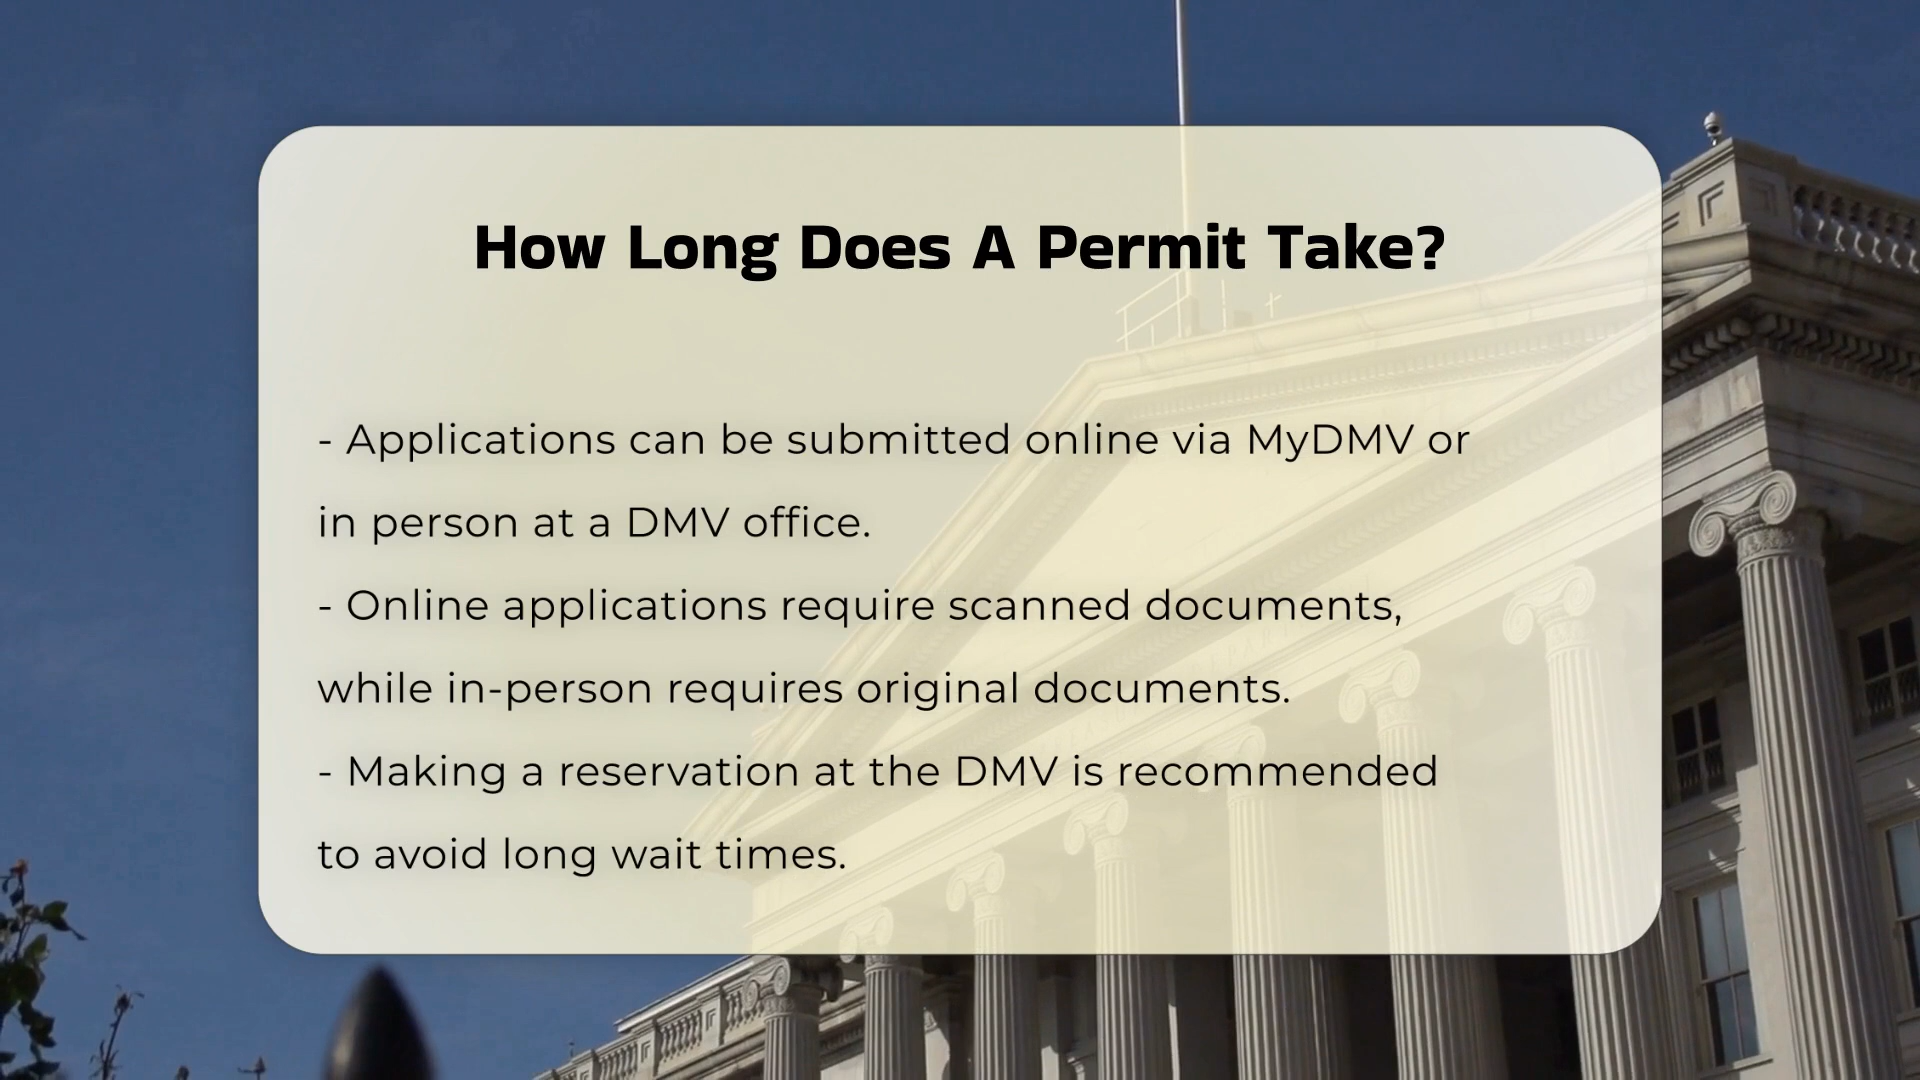 How Long Does A Permit Take?
- Applications can be submitted online via MyDMV or
in person at a DMV office.
- Online applications require scanned documents,
while in-person requires original documents.
- Making a reservation at the DMV is recommended
to avoid long wait times.